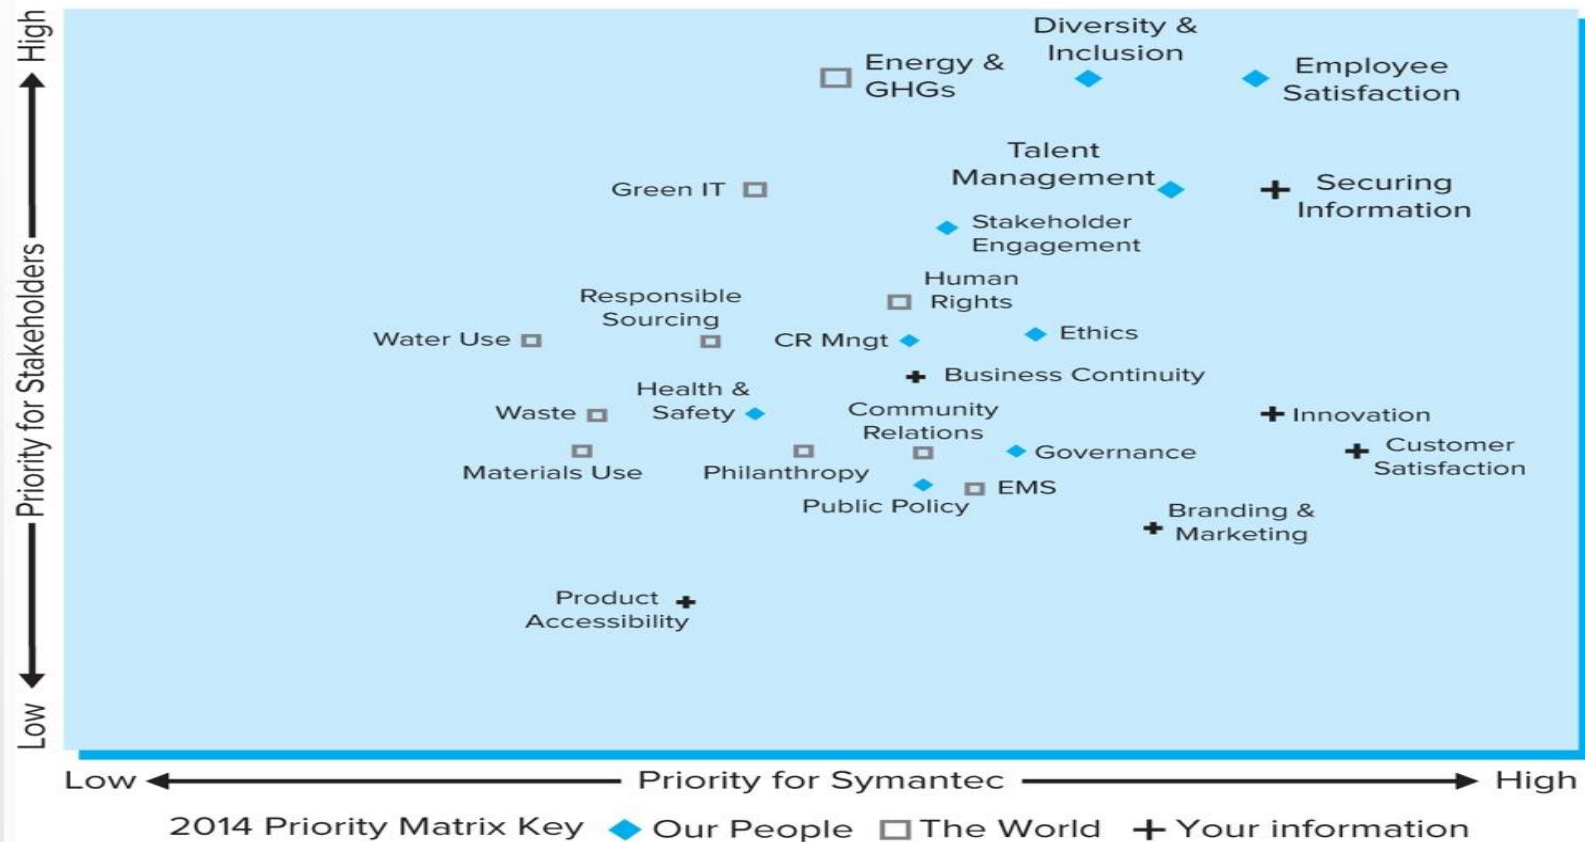 High
Priority for Stakeholders
Low
Diversity &
Inclusion
Energy &
GHGs
Employee
Satisfaction
Talent
Management
Green IT
Securing
Information
Stakeholder
Engagement
Human
Rights
Responsible
Sourcing
Water Use
CR Mngt
Ethics
Business Continuity
Health &
Safety
Waste
Community
Relations
Innovation
Materials Use
Philanthropy
Governance
Customer
Satisfaction
Public Policy
EMS
Branding &
Marketing
Product
Accessibility
Low Priority for Symantec High
2014 Priority Matrix Key Our People The World Your information